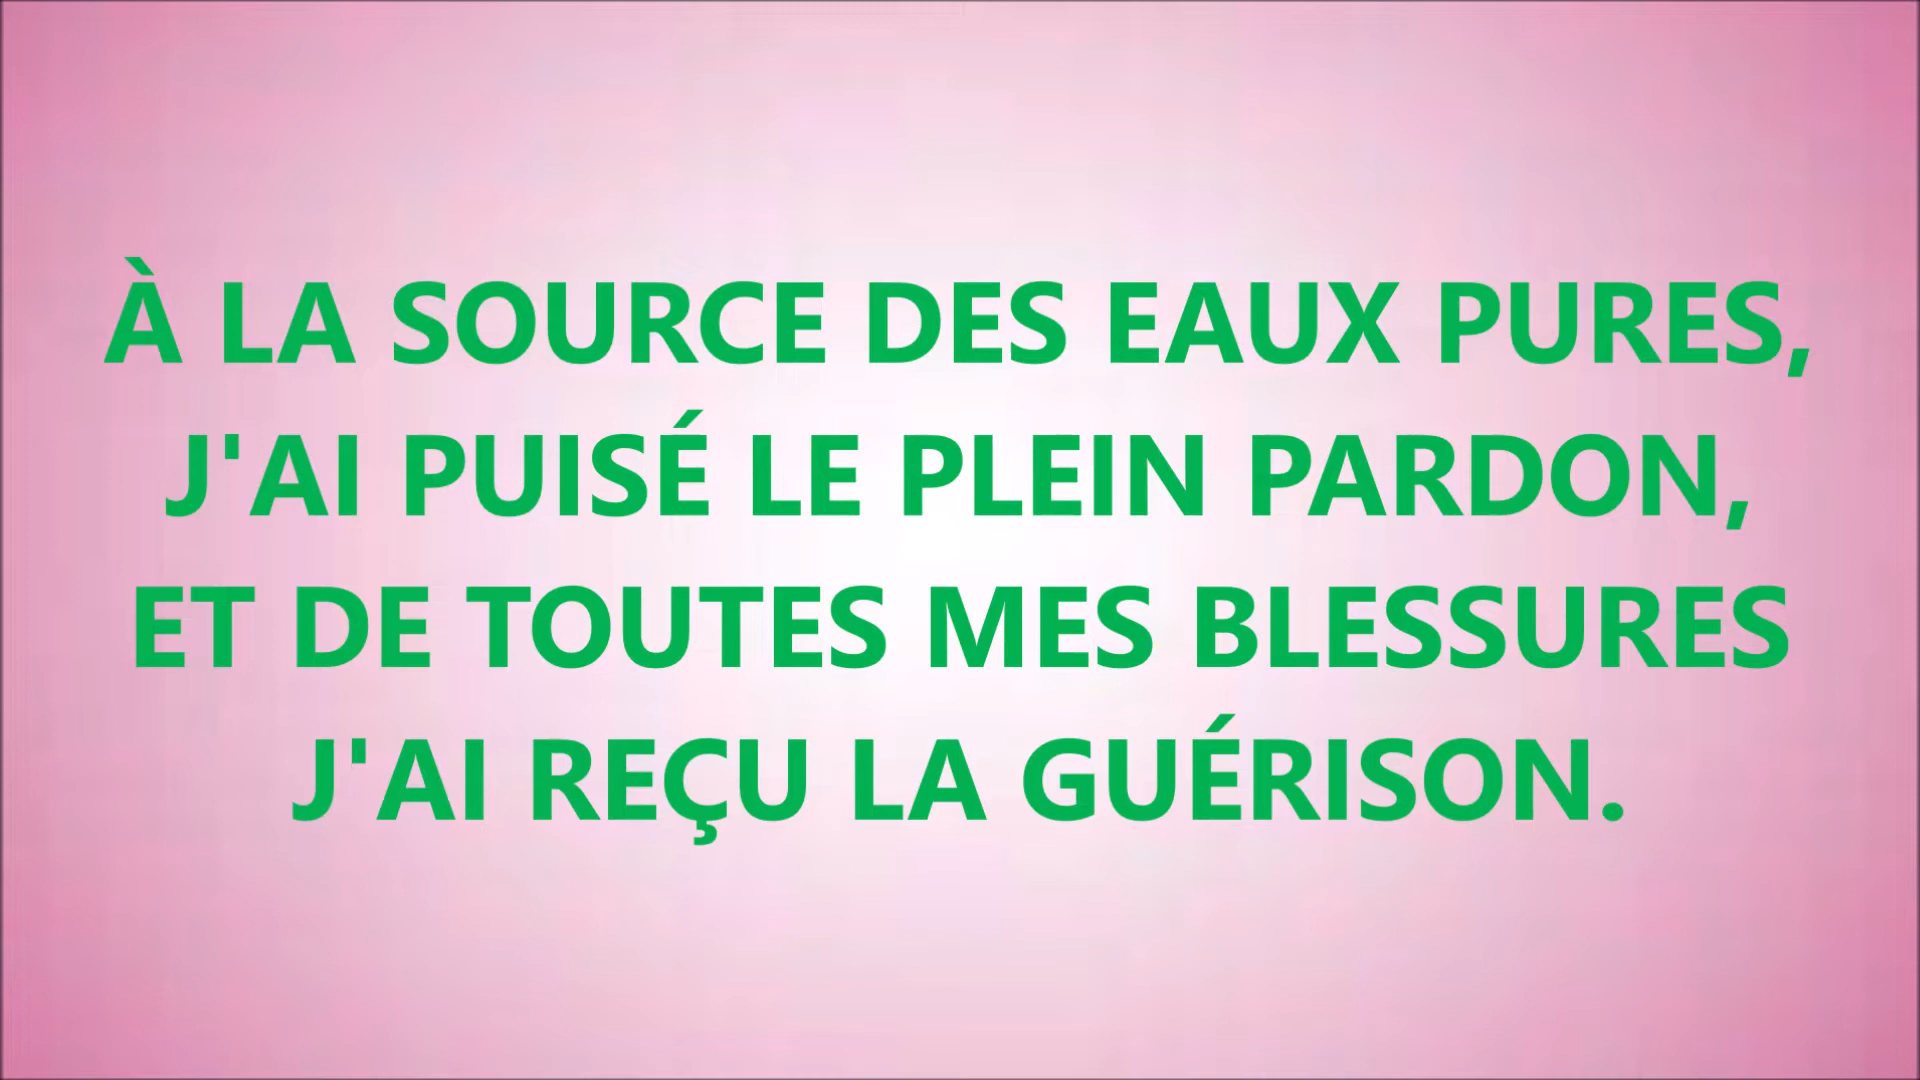 À LA SOURCE DES EAUX PURES,
J'AI PUISÉ LE PLEIN PARDON,
ET DE TOUTES MES BLESSURES
J'AI REÇU LA GUÉRISON.